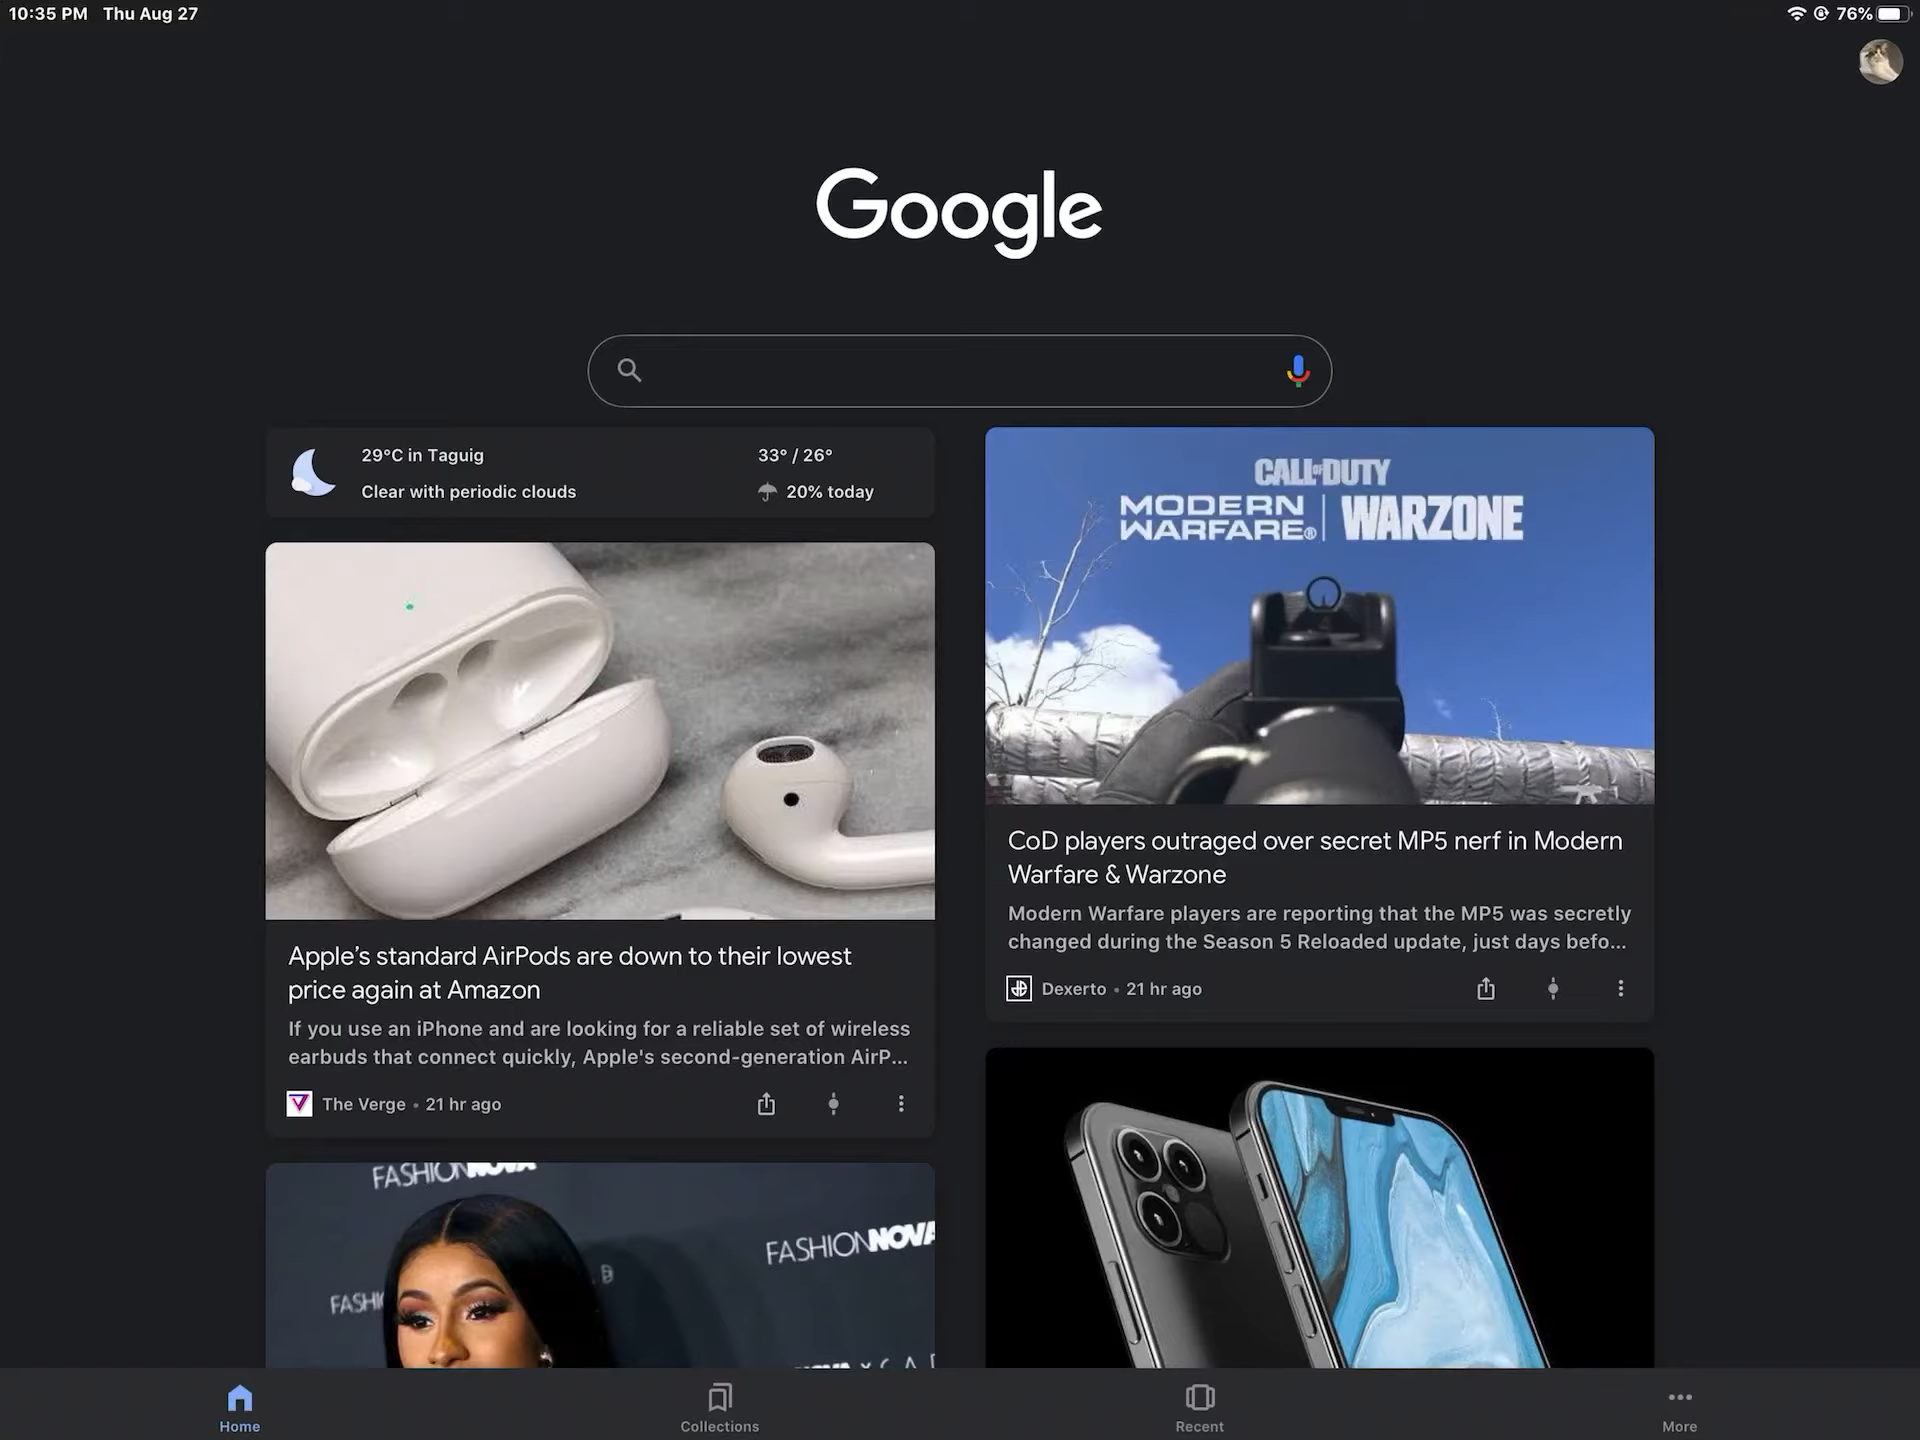 10:35 PM Thu Aug 27
76%
Google
29°C in Taguig
33° / 26°
Clear with periodic clouds
20% today
CALL OF DUTY
MODERN
WARFARE®
WARZONE
Apple’s standard AirPods are down to their lowest
price again at Amazon
If you use an iPhone and are looking for a reliable set of wireless
earbuds that connect quickly, Apple's second-generation AirP...
The Verge • 21 hr ago
CoD players outraged over secret MP5 nerf in Modern
Warfare & Warzone
Modern Warfare players are reporting that the MP5 was secretly
changed during the Season 5 Reloaded update, just days befo...
Dexerto • 21 hr ago
FASHIONNOVA
FASHIONNOVA
FASHI
Home
Collections
Recent
More